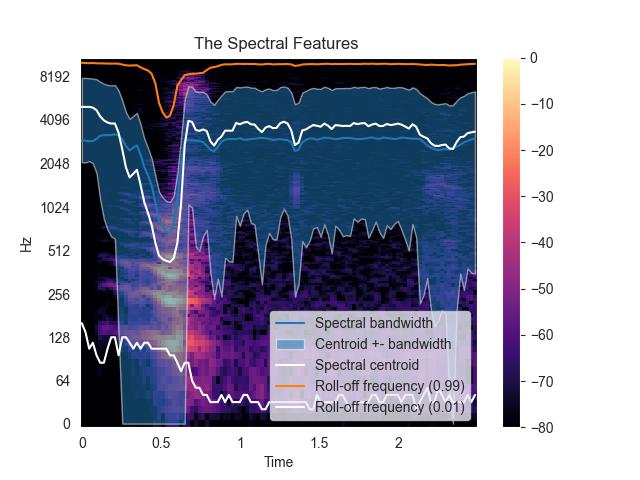 The Spectral Features
8192
4096
2048
1024
512
256
128
64
0
Hz
0
0.5
1
1.5
2
Time
Spectral bandwidth
Centroid +- bandwidth
Spectral centroid
Roll-off frequency (0.99)
Roll-off frequency (0.01)
0
−10
−20
−30
−40
−50
−60
−70
−80